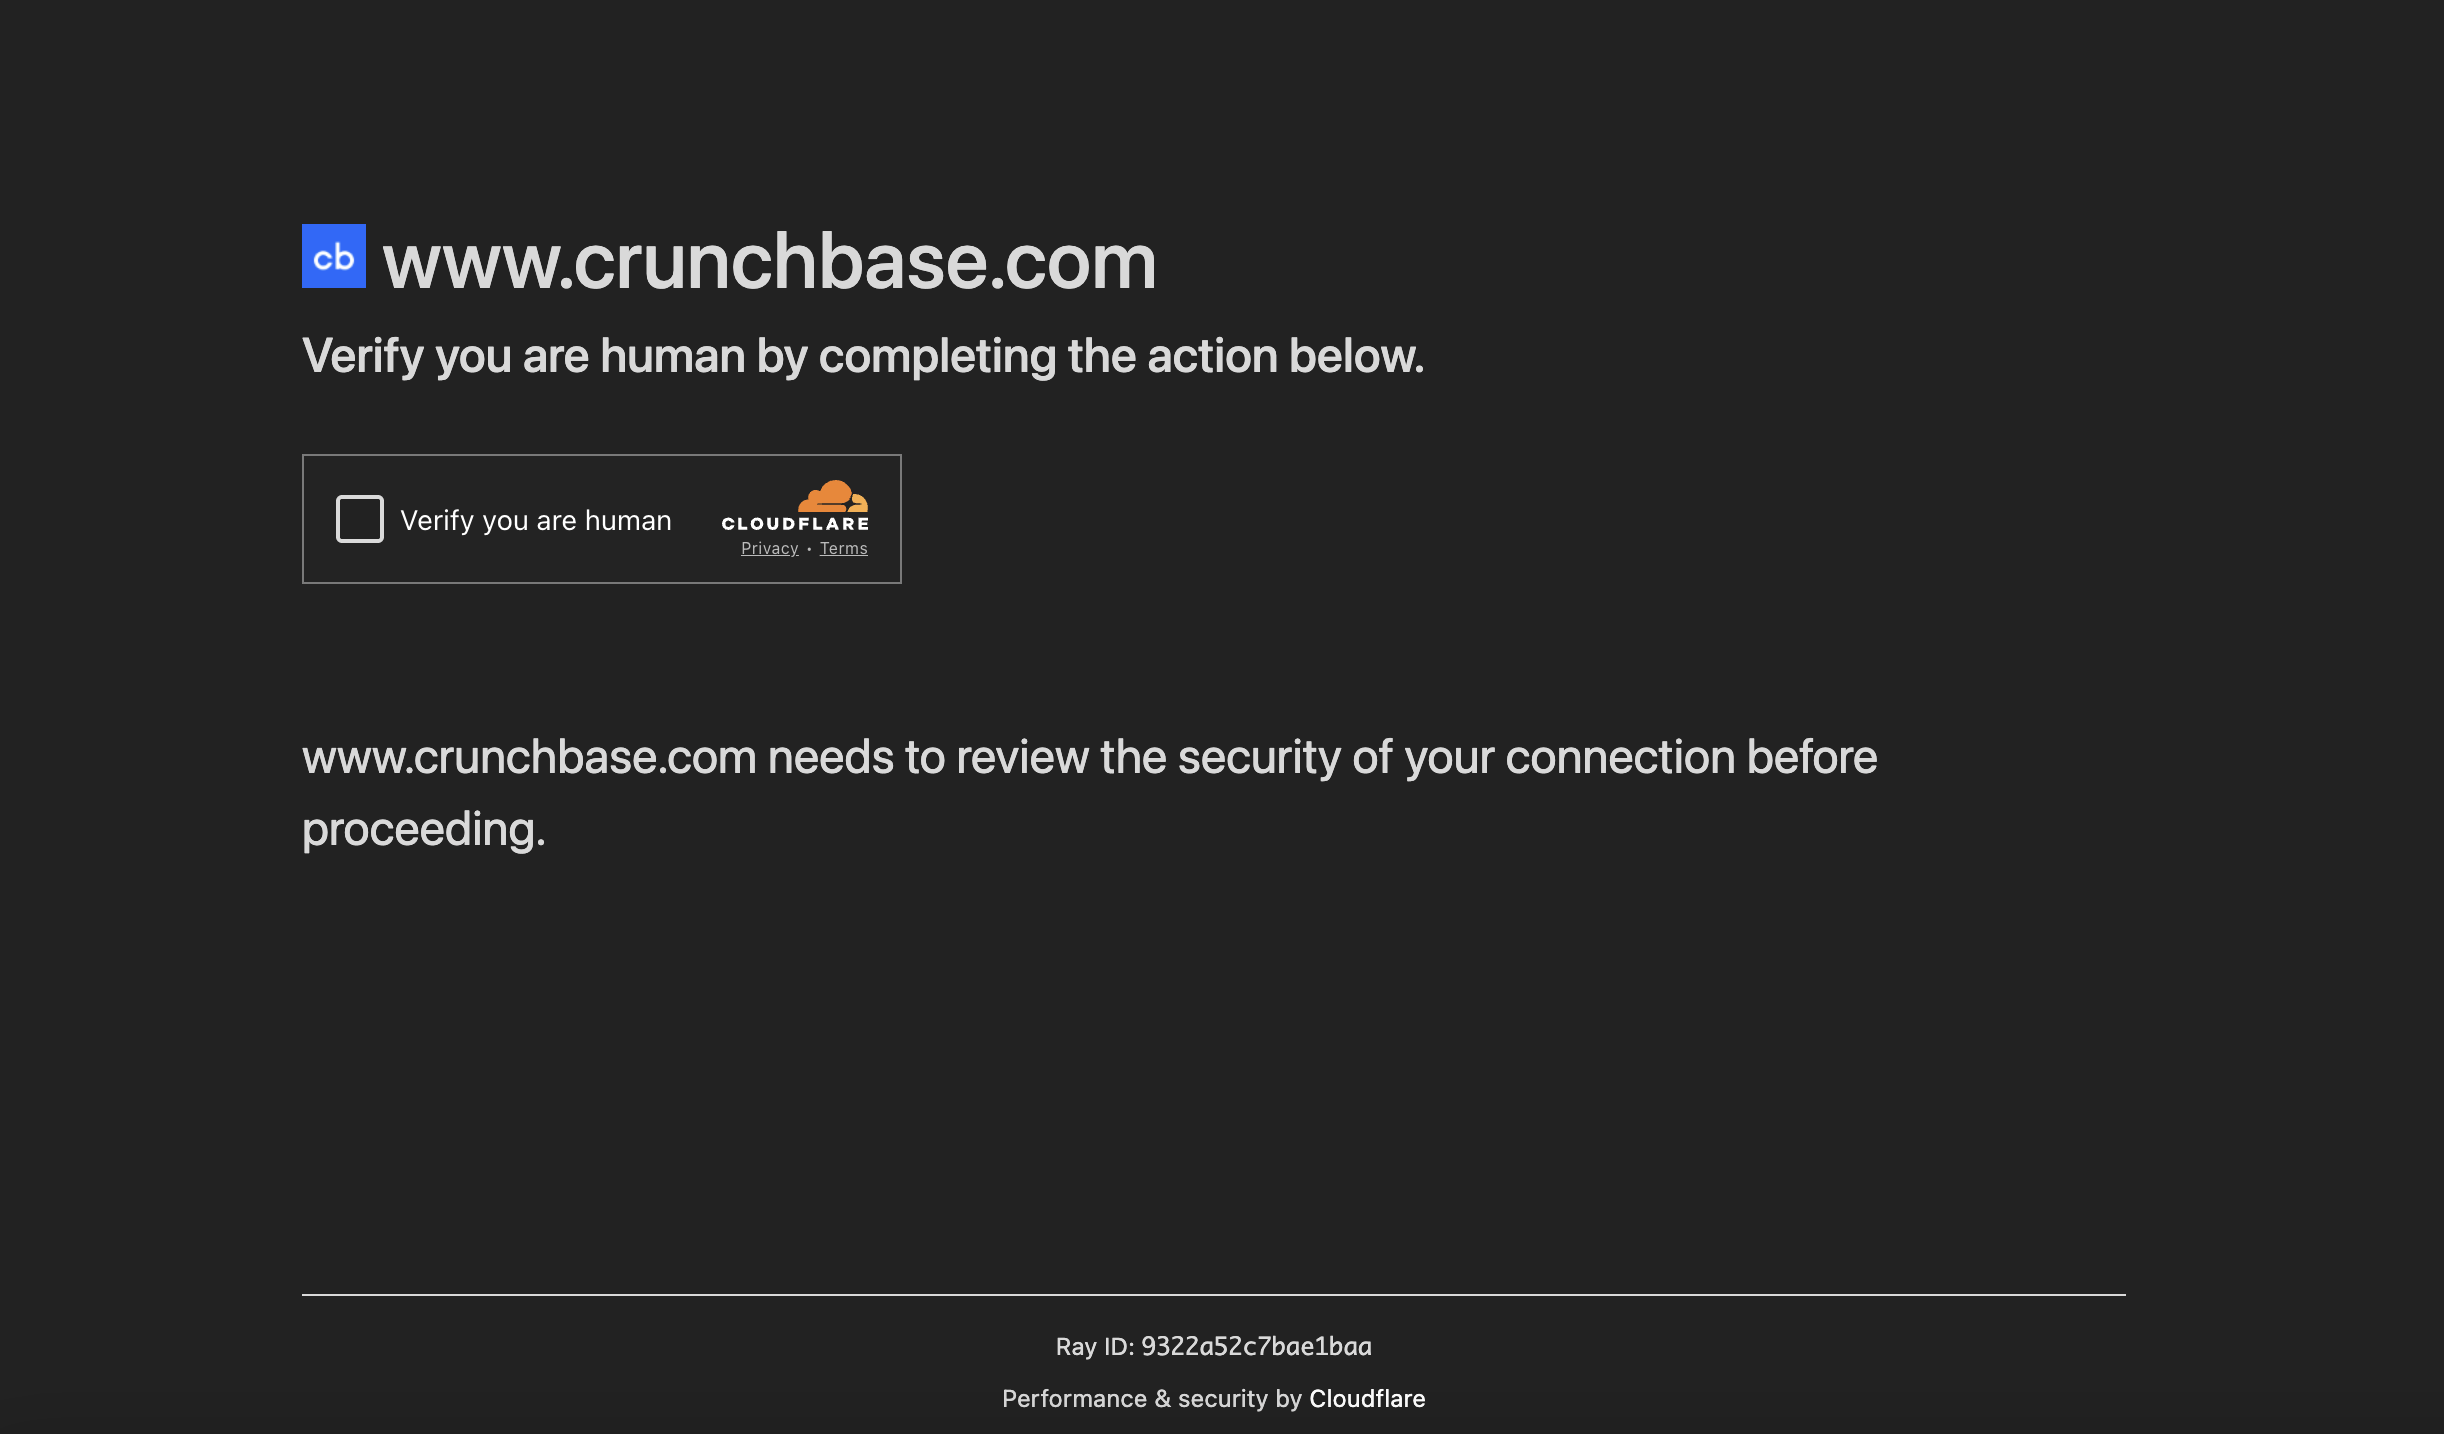 cb www.crunchbase.com
Verify you are human by completing the action below.
Verify you are human
CLOUDFLARE
Privacy • Terms
www.crunchbase.com needs to review the security of your connection before
proceeding.
Ray ID: 9322a52c7bae1baa
Performance & security by Cloudflare